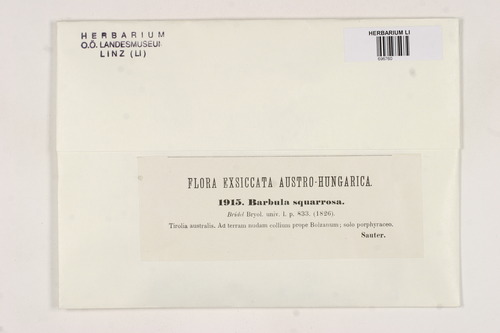 HERBARIUM
O.Ö. LANDESMUSEUM
LINZ (LI)
HERBARIUM LI
FLORA EXSICCATA AUSTRO-HUNGARICA.
1915. Barbula squarrosa.
Bridel Bryol. univ. I. p. 833. (1826).
Tirolia australis. Ad terram nudam collium prope Bolzanum; solo porphyraceo.
Sauter.